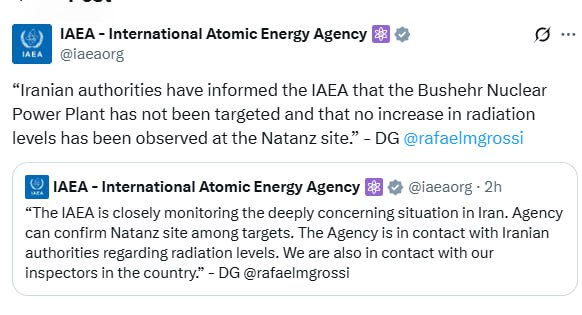 IAEA - International Atomic Energy Agency ⚛️
@iaeaorg
IAEA
“Iranian authorities have informed the IAEA that the Bushehr Nuclear
Power Plant has not been targeted and that no increase in radiation
levels has been observed at the Natanz site.” - DG @rafaelmgrossi
IAEA - International Atomic Energy Agency ⚛️ @iaeaorg · 2h
“The IAEA is closely monitoring the deeply concerning situation in Iran. Agency
can confirm Natanz site among targets. The Agency is in contact with Iranian
authorities regarding radiation levels. We are also in contact with our
inspectors in the country.” - DG @rafaelmgrossi